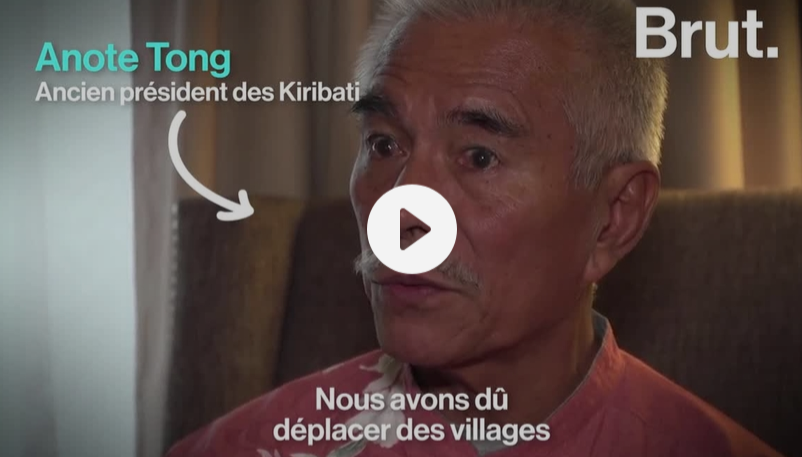 Brut.
Anote Tong
Ancien président des Kiribati
Nous avons dû
déplacer des villages